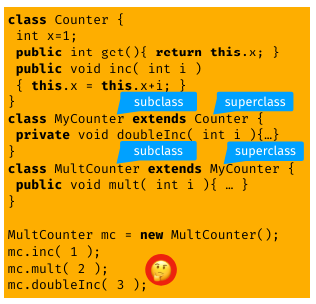 class Counter {
int x=1;
public int get(){ return this.x; }
public void inc( int i )
{ this.x = this.x+i; }
}
subclass superclass
class MyCounter extends Counter {
private void doubleInc( int i ){…}
}
subclass superclass
class MultCounter extends MyCounter {
public void mult( int i ){ … }
}
MultCounter mc = new MultCounter();
mc.inc( 1 );
mc.mult( 2 );
mc.doubleInc( 3 );